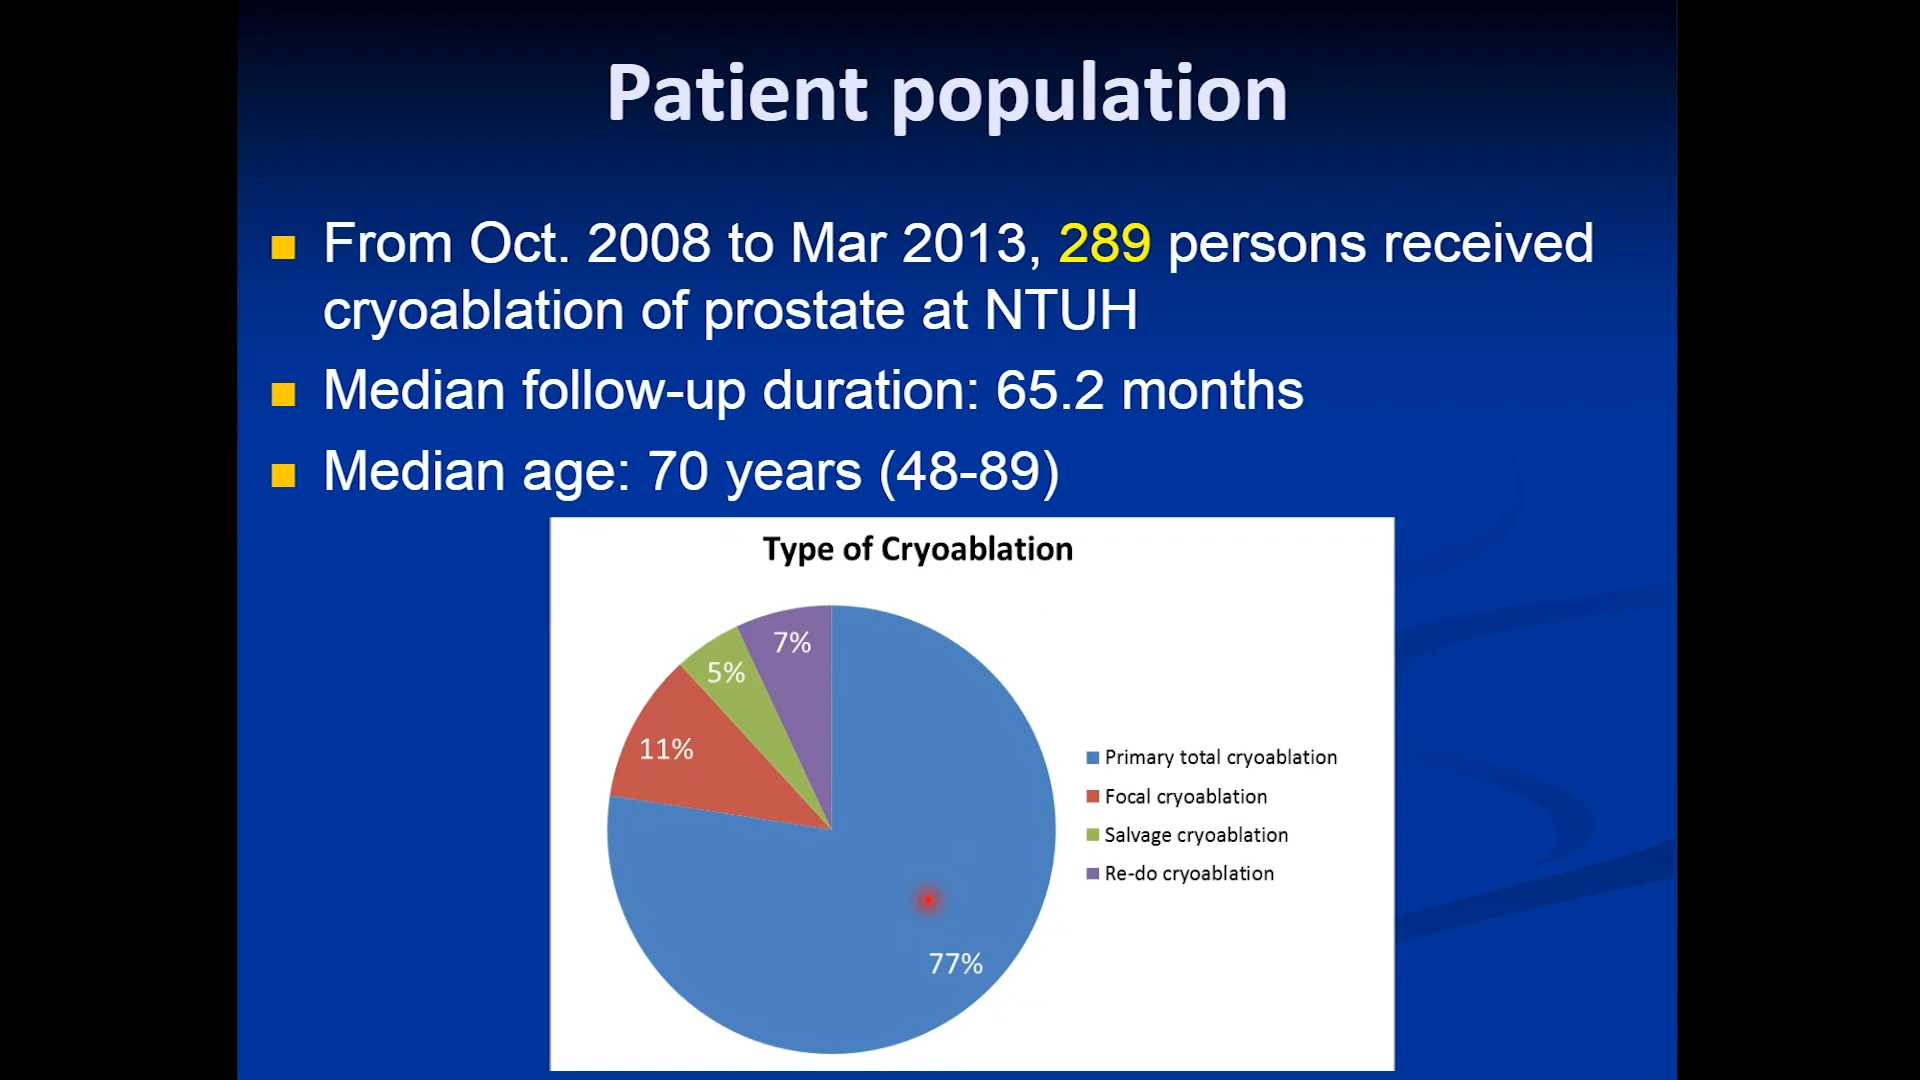 Patient population
From Oct. 2008 to Mar 2013, 289 persons received
cryoablation of prostate at NTUH
Median follow-up duration: 65.2 months
Median age: 70 years (48-89)
Type of Cryoablation
7%
5%
11%
77%
Primary total cryoablation
Focal cryoablation
Salvage cryoablation
Re-do cryoablation